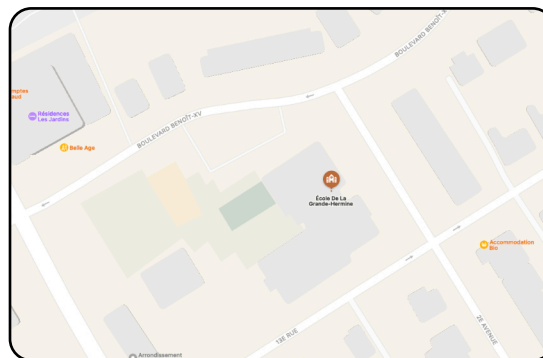 BOULEVARD BENOÎT-XV
Résidences
Les Jardins
Belle Age
BOULEVARD BENOÎT-XV
École De La
Grande-Hermine
Accommodation
Bio
13E RUE
2E AVENUE
Arrondissement